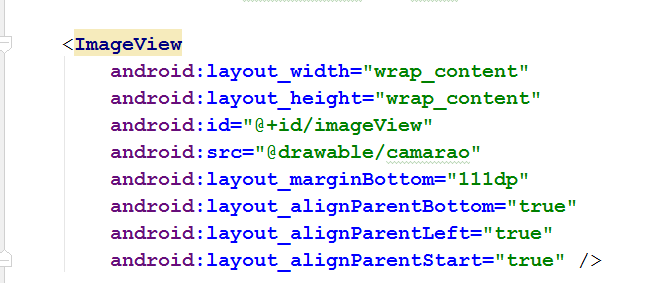 <ImageView
android:layout_width="wrap_content"
android:layout_height="wrap_content"
android:id="@+id/imageView"
android:src="@drawable/camarao"
android:layout_marginBottom="111dp"
android:layout_alignParentBottom="true"
android:layout_alignParentLeft="true"
android:layout_alignParentStart="true" />